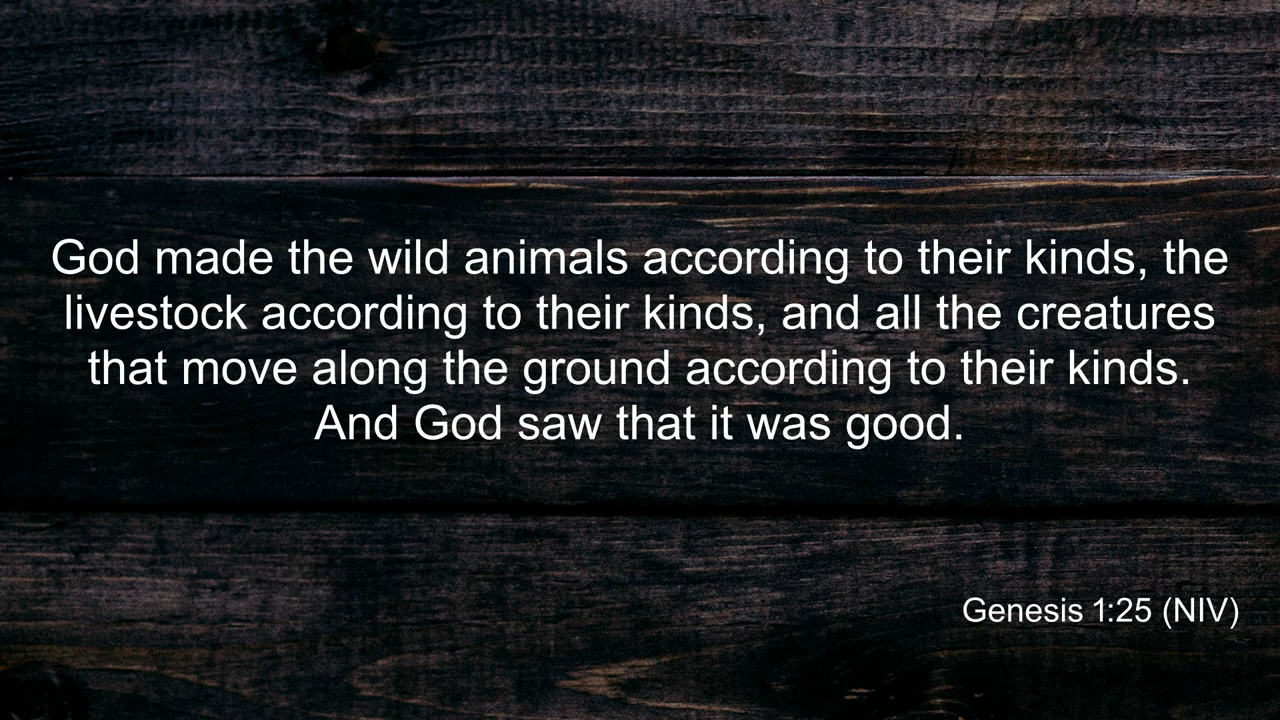 God made the wild animals according to their kinds, the
livestock according to their kinds, and all the creatures
that move along the ground according to their kinds.
And God saw that it was good.
Genesis 1:25 (NIV)